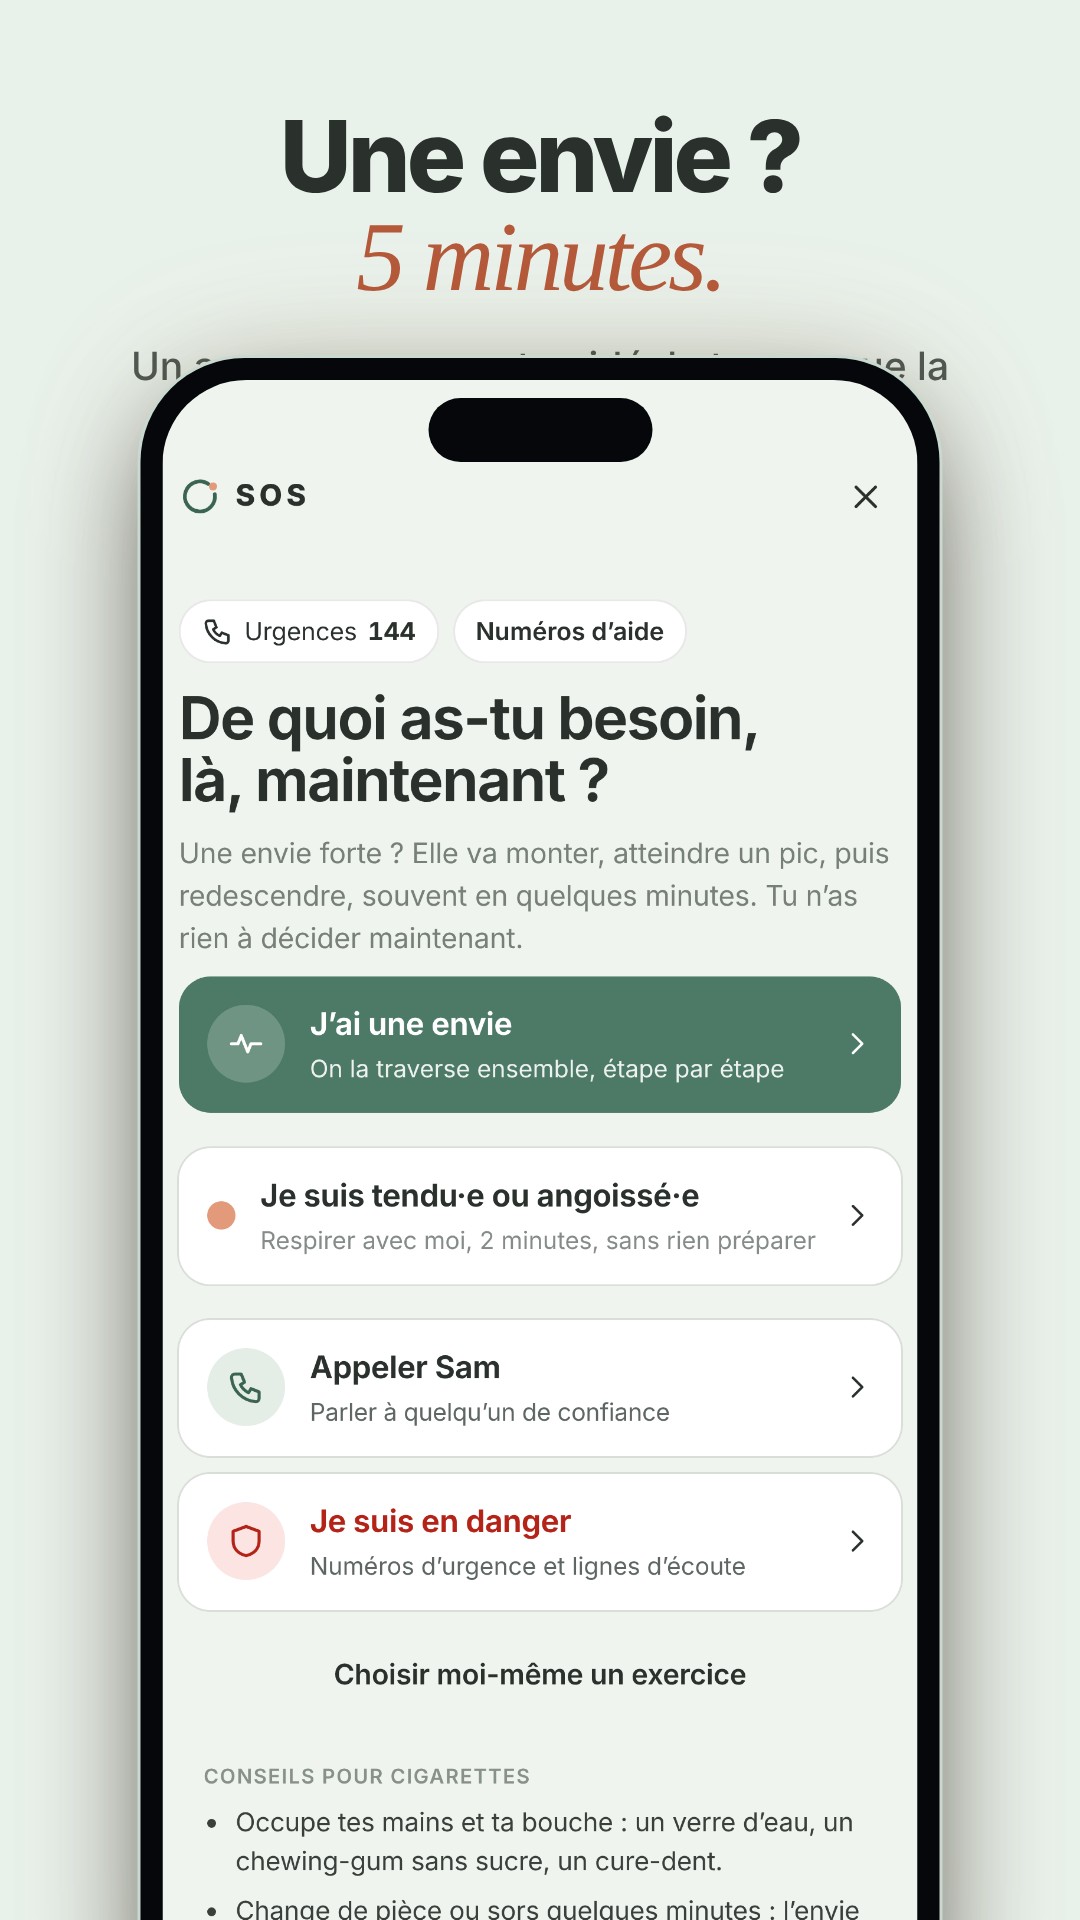 Une envie ?
5 minutes.
Un la
SOS
Urgences 144
Numéros d’aide
De quoi as-tu besoin,
là, maintenant ?
Une envie forte ? Elle va monter, atteindre un pic, puis
redescendre, souvent en quelques minutes. Tu n’as
rien à décider maintenant.
J’ai une envie
On la traverse ensemble, étape par étape
Je suis tendu·e ou angoissé·e
Respirer avec moi, 2 minutes, sans rien préparer
Appeler Sam
Parler à quelqu’un de confiance
Je suis en danger
Numéros d’urgence et lignes d’écoute
Choisir moi-même un exercice
CONSEILS POUR CIGARETTES
• Occupe tes mains et ta bouche : un verre d’eau, un
chewing-gum sans sucre, un cure-dent.
• Change de pièce ou sors quelques minutes : l’envie